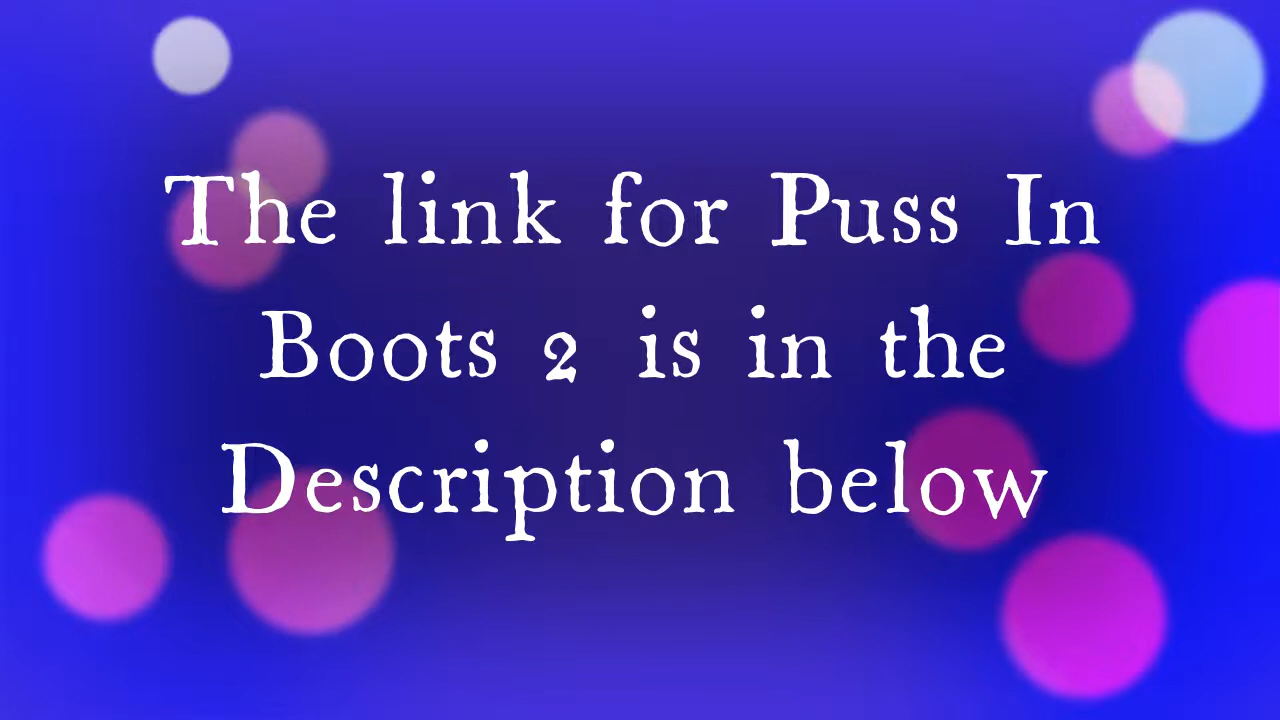 The link for Puss In
Boots 2 is in the
Description below